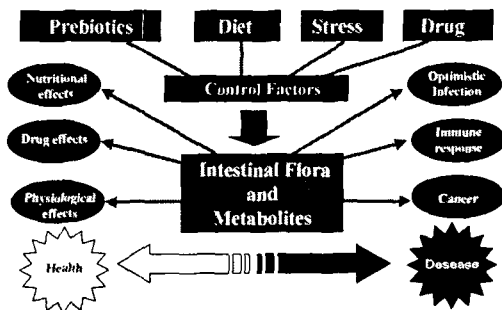 Prebiotics
Diet
Stress
Drug
Control Factors
Nutritional
effects
Drug effects
Physiological
effects
Optimistic
Infection
Immune
response
Cancer
Intestinal Flora
and
Metabolites
Health
Desease